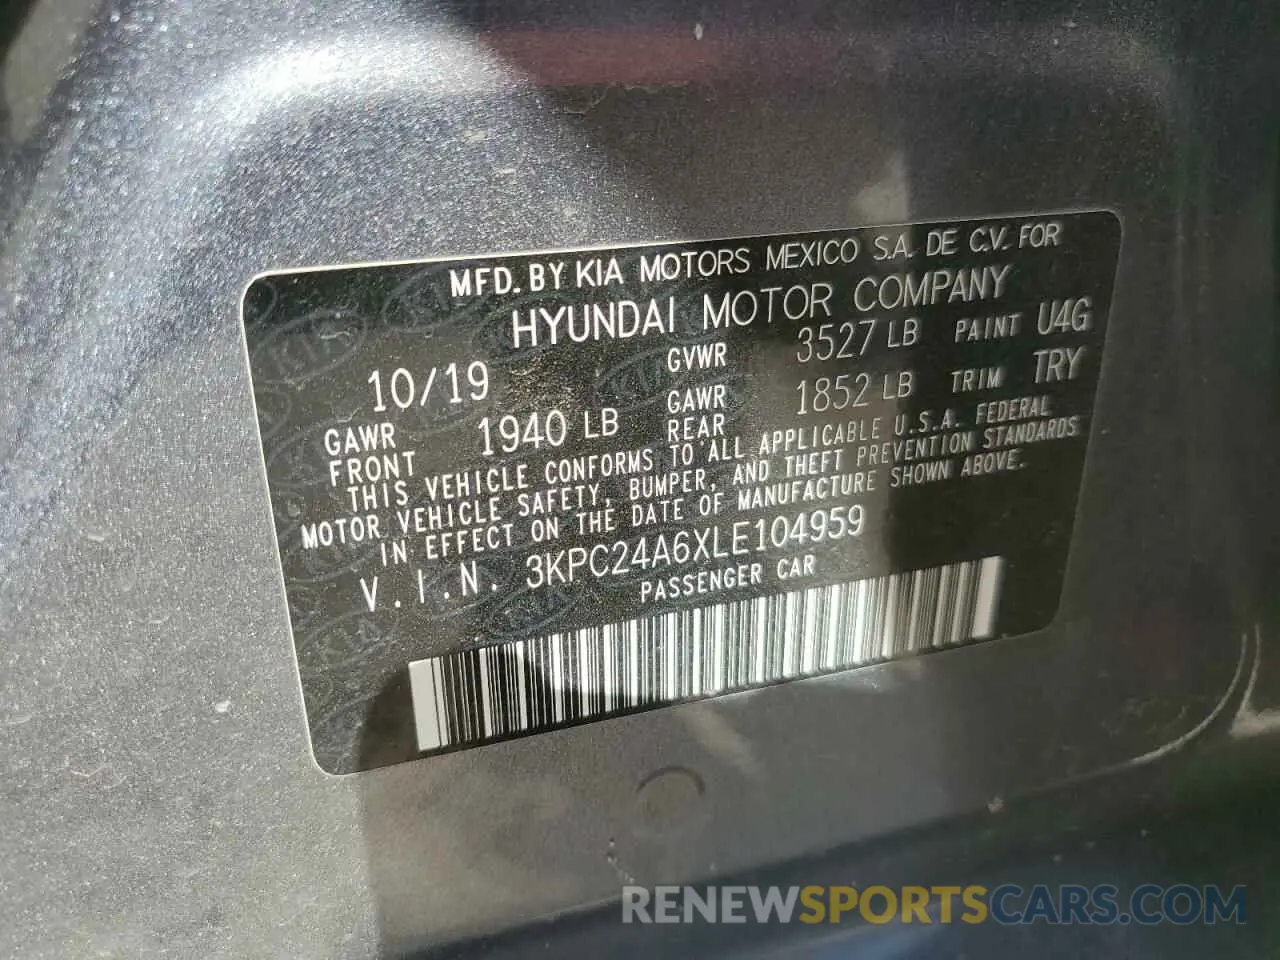 MFD. BY KIA MOTORS MEXICO S.A. DE C.V. FOR
HYUNDAI MOTOR COMPANY
10/19 GVWR 3527 LB PAINT U4G
GAWR FRONT 1940 LB GAWR REAR 1852 LB TRIM TRY
THIS VEHICLE CONFORMS TO ALL APPLICABLE U.S.A. FEDERAL
MOTOR VEHICLE SAFETY, BUMPER, AND THEFT PREVENTION STANDARDS
IN EFFECT ON THE DATE OF MANUFACTURE SHOWN ABOVE.
V.I.N. 3KPC24A6XLE104959
PASSENGER CAR
RENEWSPORTSCARS.COM